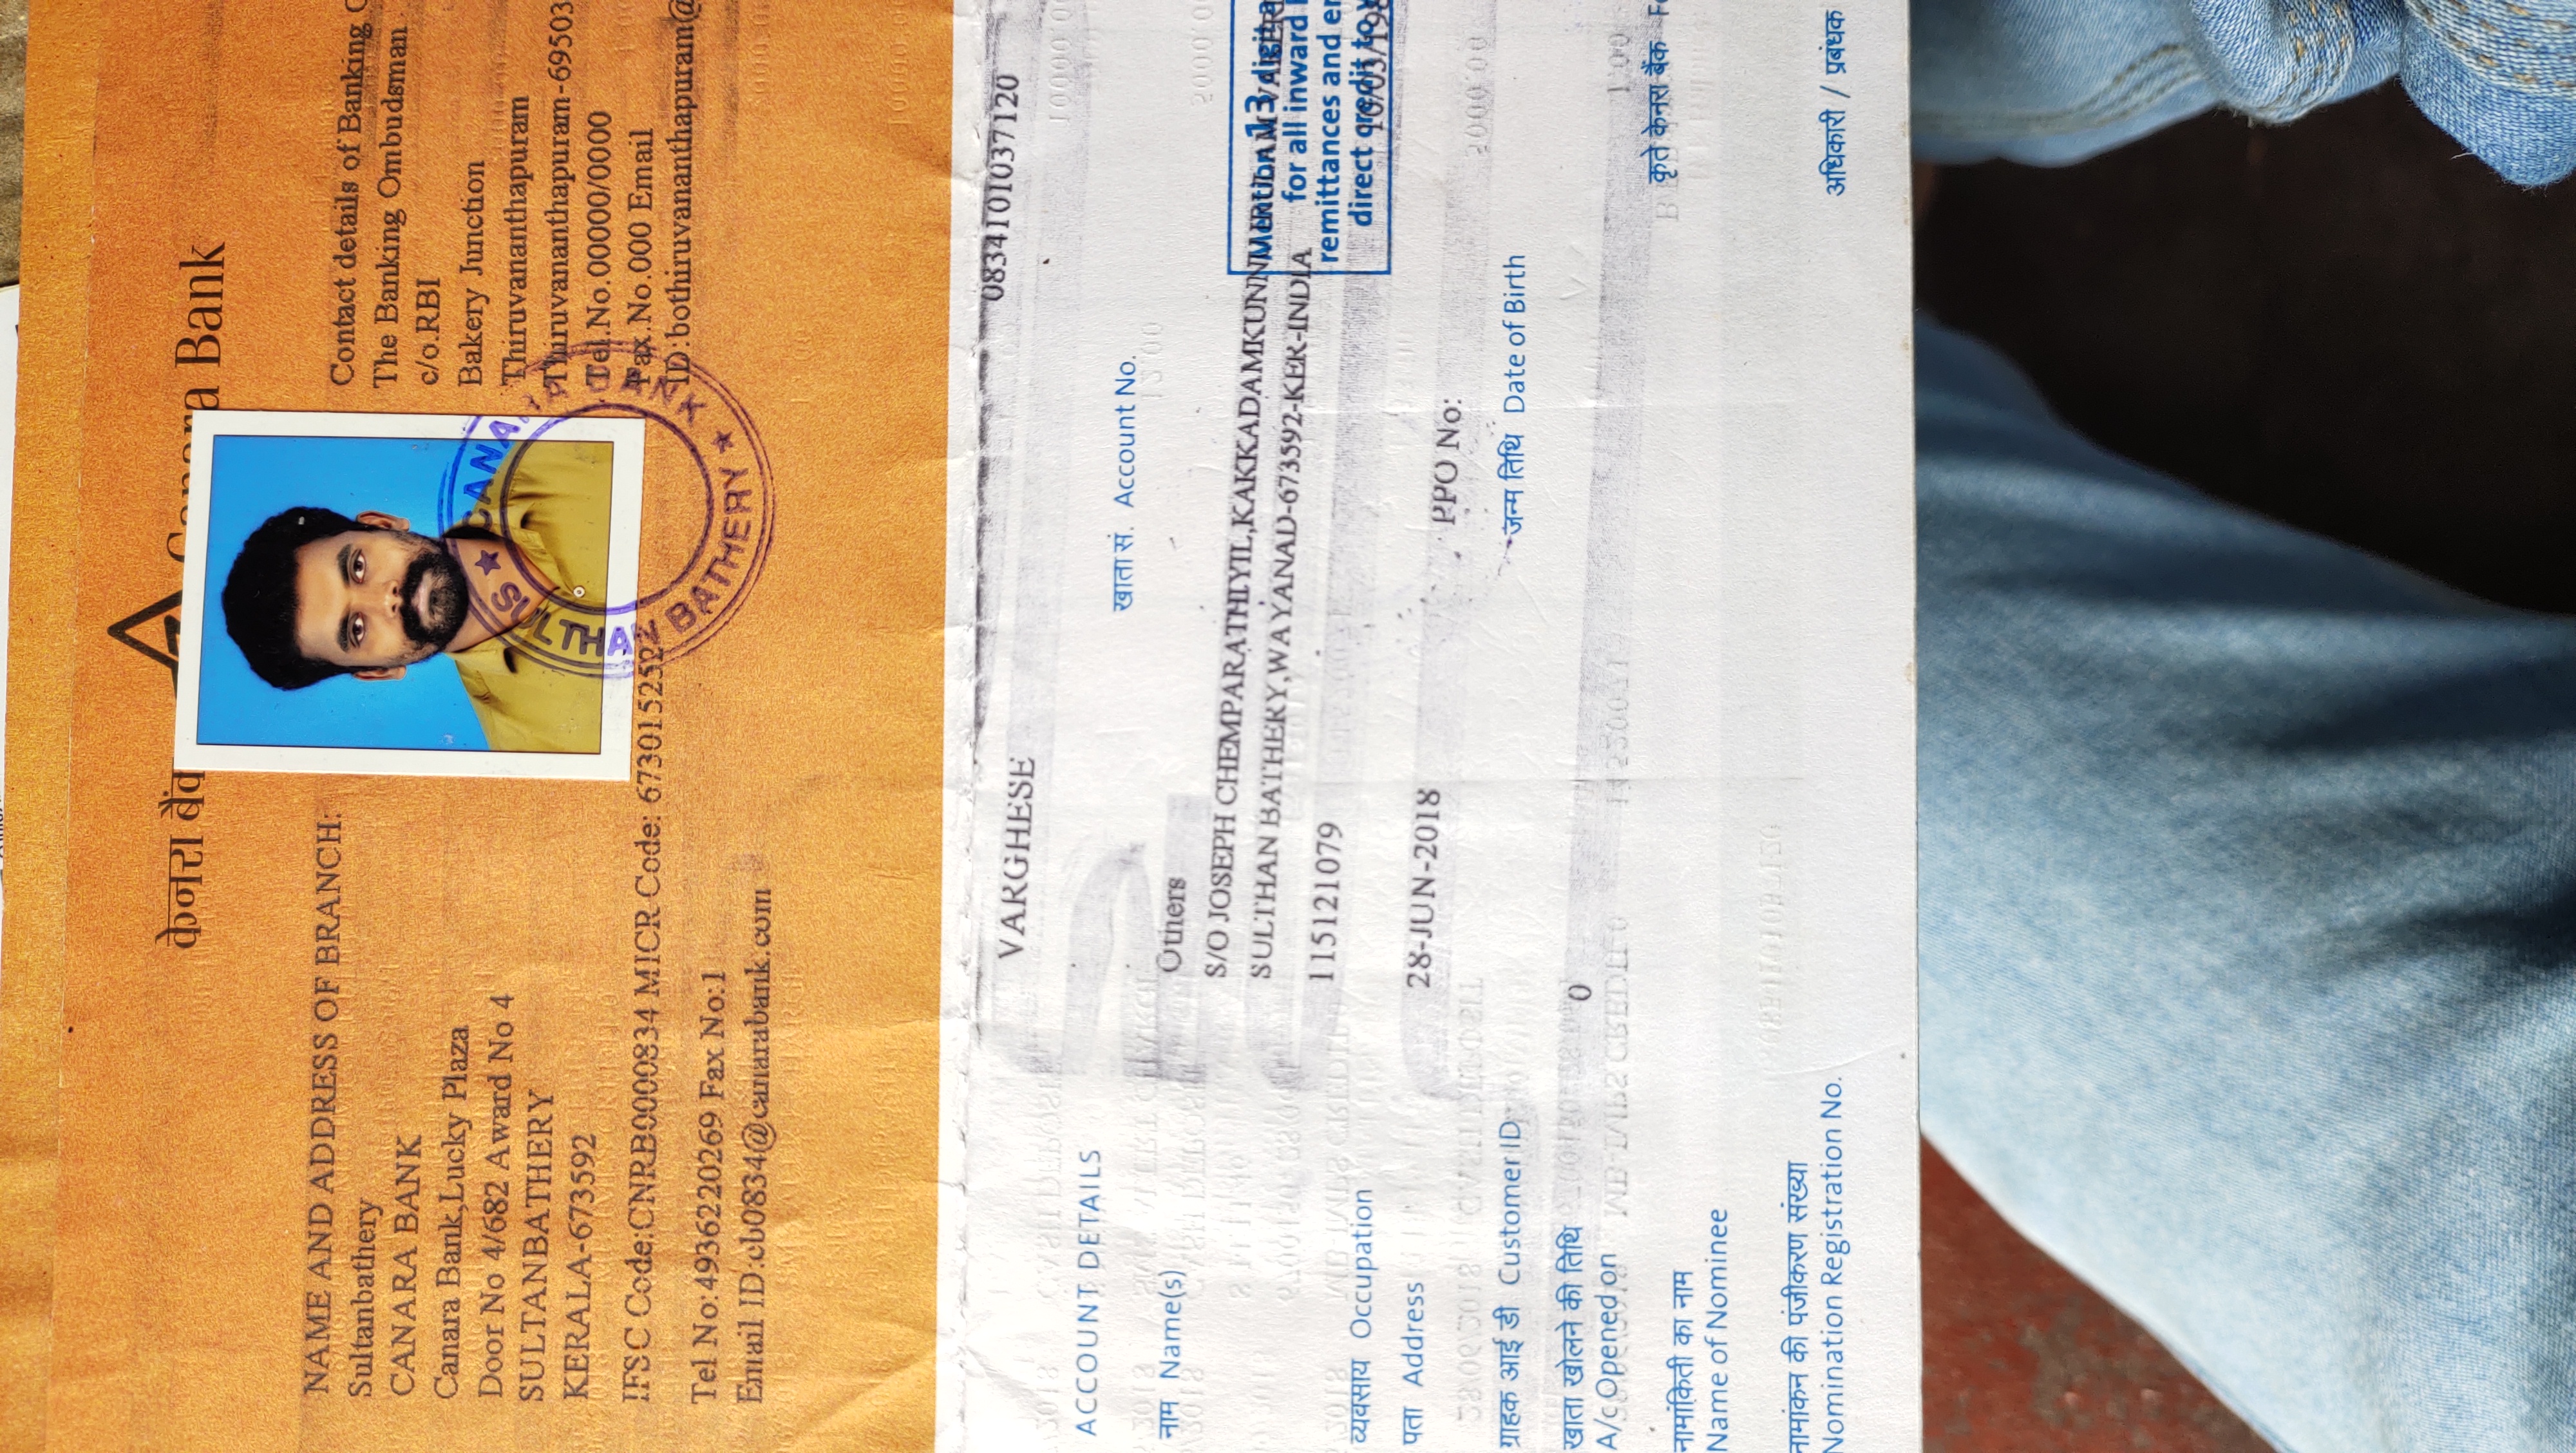 केनरा बैंक Canara Bank
NAME AND ADDRESS OF BRANCH:
Sultanbathery
CANARA BANK
Canara Bank,Lucky Plaza
Door No 4/682 Award No 4
SULTANBATHERY
KERALA-673592
IFSC Code:CNRB0000834 MICR Code: 673015252
Tel No:4936220269 Fax No:1
Email ID:cb0834@canarabank.com
Contact details of Banking
The Banking Ombudsman
c/o.RBI
Bakery Junction
Thiruvananthapuram
Thiruvananthapuram-69503
Tel.No.00000/0000
Fax.No.000 Email
ID:bothiruvananthapuram@
CANARA BANK
★ SULTHAN BATHERY ★
VARGHESE 0834101037120
ACCOUNT DETAILS
खाता सं. Account No.
नाम Name(s)
Others
S/O JOSEPH CHEMPARATHIYIL,KAKKADAMKUNNU
SULTHAN BATHERY,WAYANAD-673592-KER-INDIA
Mention 13 digit
for all inward
remittances and
direct credit to
115121079
व्यवसाय Occupation
28-JUN-2018
PPO No:
पता Address
ग्राहक आई डी Customer ID
जन्म तिथि Date of Birth
0
खाता खोलने की तिथि
A/c Opened on
कृते केनरा बैंक
नामांकिती का नाम
Name of Nominee
नामांकन की पंजीकरण संख्या
Nomination Registration No.
अधिकारी / प्रबंधक